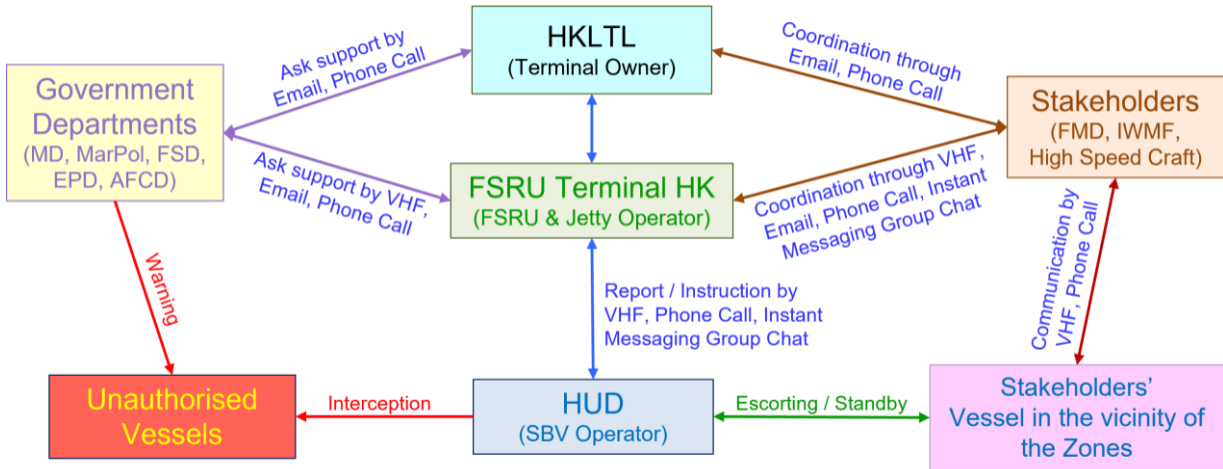 HKLTL
(Terminal Owner)
Ask support by
Email, Phone Call
Coordination through
Email, Phone Call
Government
Departments
(MD, MarPol, FSD,
EPD, AFCD)
Stakeholders
(FMD, IWMF,
High Speed Craft)
Ask support by VHF,
Email, Phone Call
FSRU Terminal HK
(FSRU & Jetty Operator)
Coordination through VHF,
Email, Phone Call, Instant
Messaging Group Chat
Warning
Report / Instruction by
VHF, Phone Call, Instant
Messaging Group Chat
Communication by
VHF, Phone Call
Unauthorised
Vessels
Interception
HUD
(SBV Operator)
Escorting / Standby
Stakeholders'
Vessel in the vicinity of
the Zones